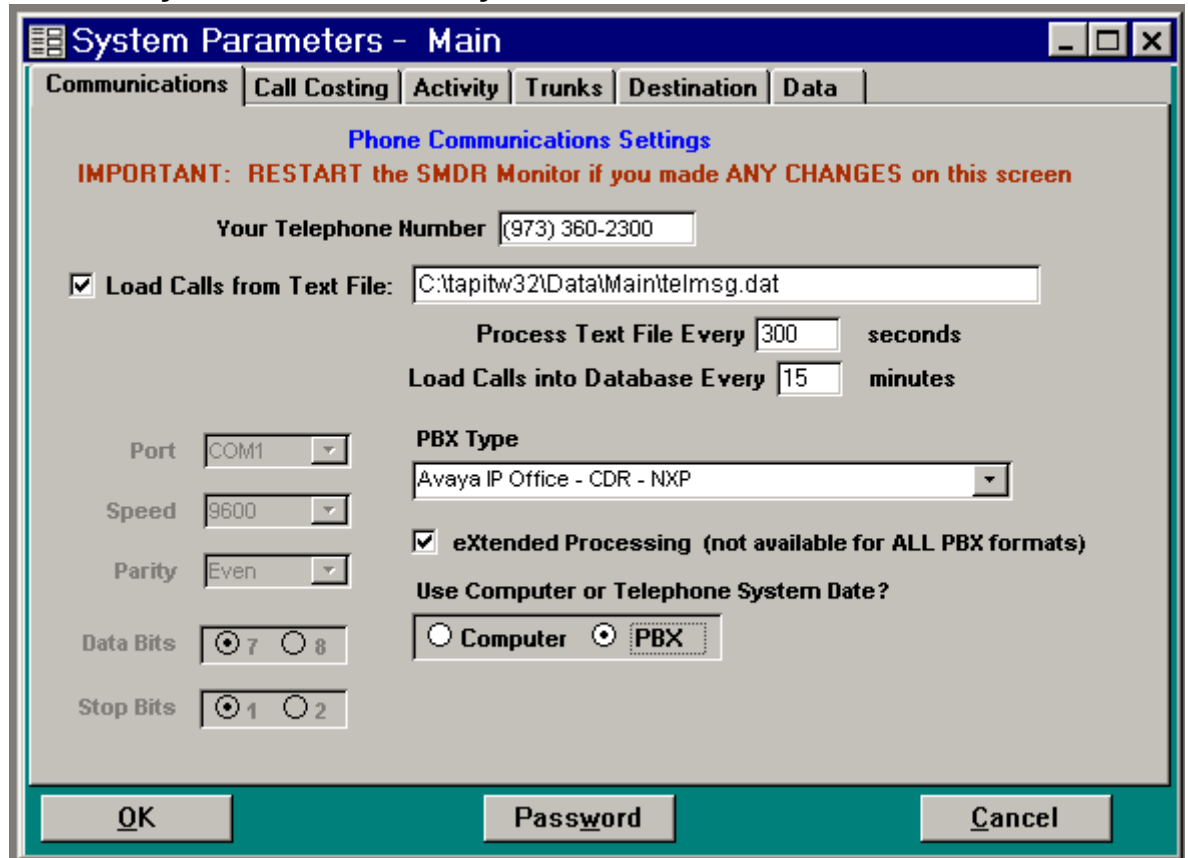 System Parameters - Main
Communications Call Costing Activity Trunks Destination Data
Phone Communications Settings
IMPORTANT: RESTART the SMDR Monitor if you made ANY CHANGES on this screen
Your Telephone Number (973) 360-2300
Load Calls from Text File: C:\tapitw32\Data\Main\telmsg.dat
Process Text File Every 300 seconds
Load Calls into Database Every 15 minutes
Port COM1
Speed 9600
Parity Even
Data Bits 7 8
Stop Bits 1 2
PBX Type
Avaya IP Office - CDR - NXP
eXtended Processing (not available for ALL PBX formats)
Use Computer or Telephone System Date?
Computer PBX
OK Password Cancel